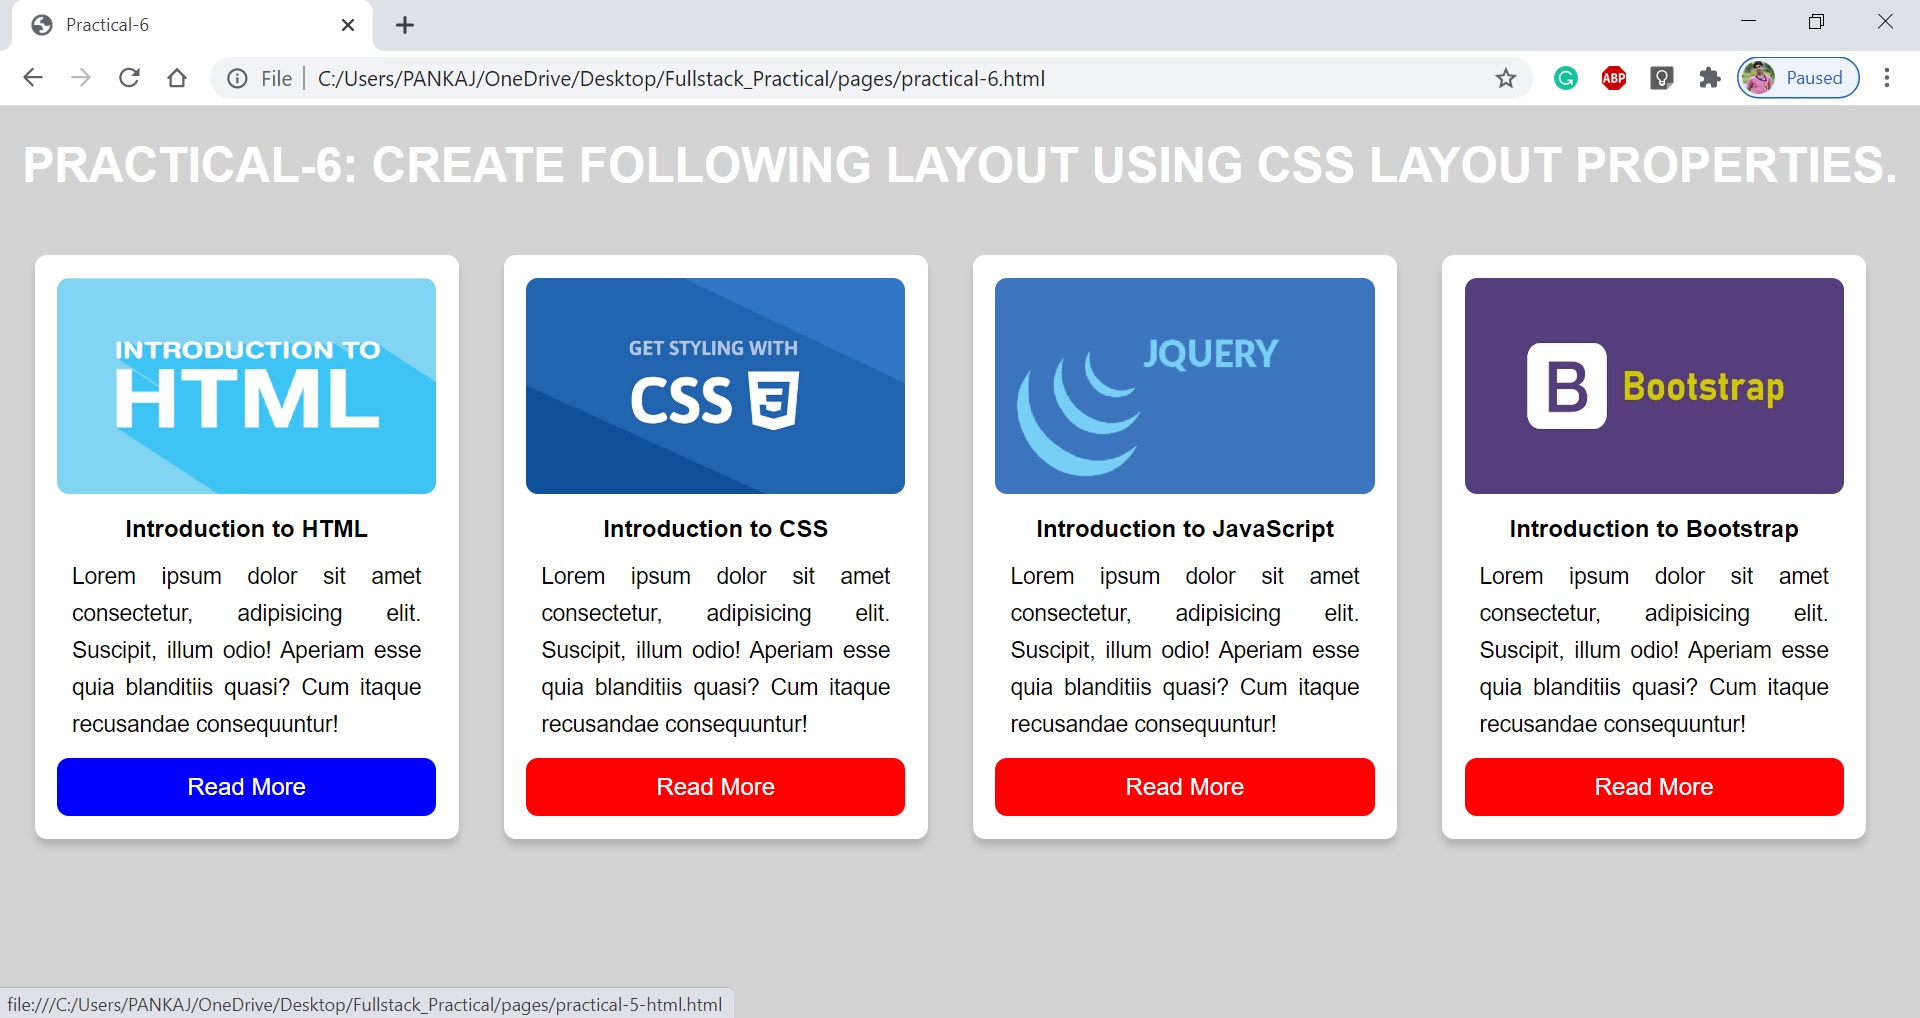 Practical-6
File C:/Users/PANKAJ/OneDrive/Desktop/Fullstack_Practical/pages/practical-6.html
ABP
Paused
PRACTICAL-6: CREATE FOLLOWING LAYOUT USING CSS LAYOUT PROPERTIES.
INTRODUCTION TO
HTML
Introduction to HTML
Lorem ipsum dolor sit amet
consectetur, adipisicing elit.
Suscipit, illum odio! Aperiam esse
quia blanditiis quasi? Cum itaque
recusandae consequuntur!
Read More
GET STYLING WITH
CSS 3
Introduction to CSS
Lorem ipsum dolor sit amet
consectetur, adipisicing elit.
Suscipit, illum odio! Aperiam esse
quia blanditiis quasi? Cum itaque
recusandae consequuntur!
Read More
JQUERY
Introduction to JavaScript
Lorem ipsum dolor sit amet
consectetur, adipisicing elit.
Suscipit, illum odio! Aperiam esse
quia blanditiis quasi? Cum itaque
recusandae consequuntur!
Read More
B Bootstrap
Introduction to Bootstrap
Lorem ipsum dolor sit amet
consectetur, adipisicing elit.
Suscipit, illum odio! Aperiam esse
quia blanditiis quasi? Cum itaque
recusandae consequuntur!
Read More
file:///C:/Users/PANKAJ/OneDrive/Desktop/Fullstack_Practical/pages/practical-5-html.html